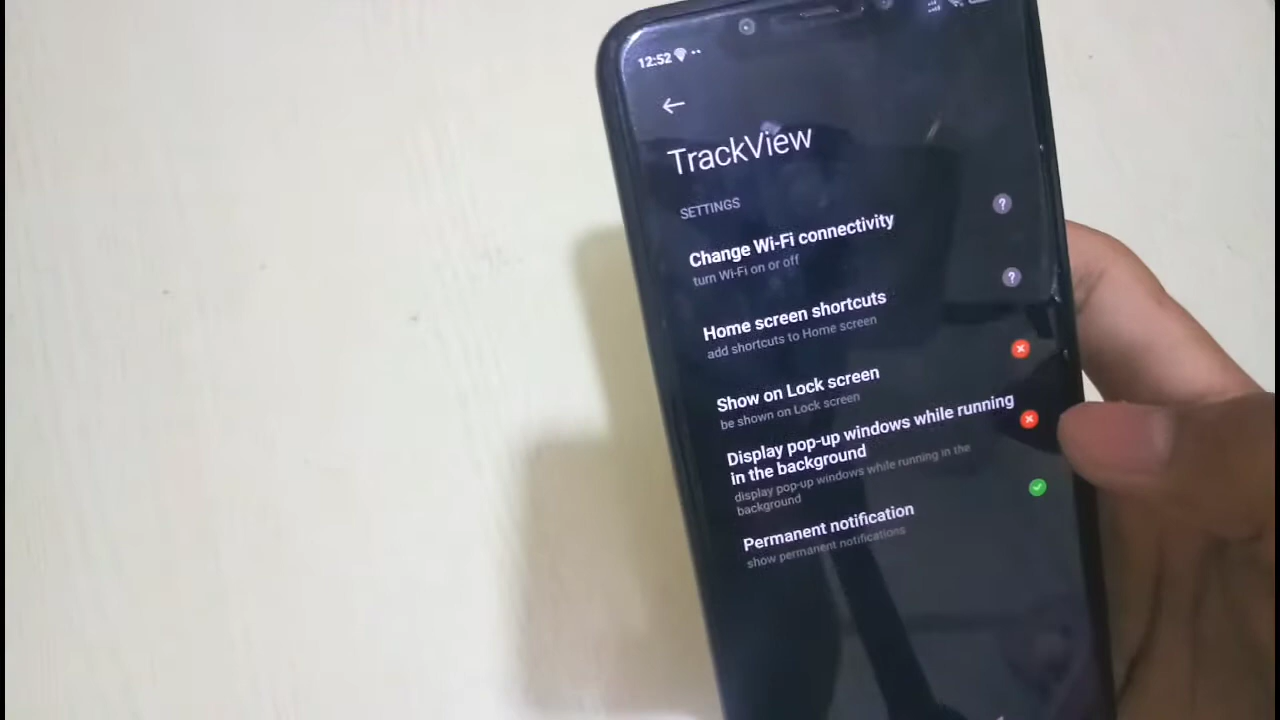 12:52
TrackView
SETTINGS
Change Wi-Fi connectivity
turn Wi-Fi on or off
Home screen shortcuts
add shortcuts to Home screen
Show on Lock screen
be shown on Lock screen
Display pop-up windows while running
in the background
display pop-up windows while running in the
background
Permanent notification
show permanent notifications